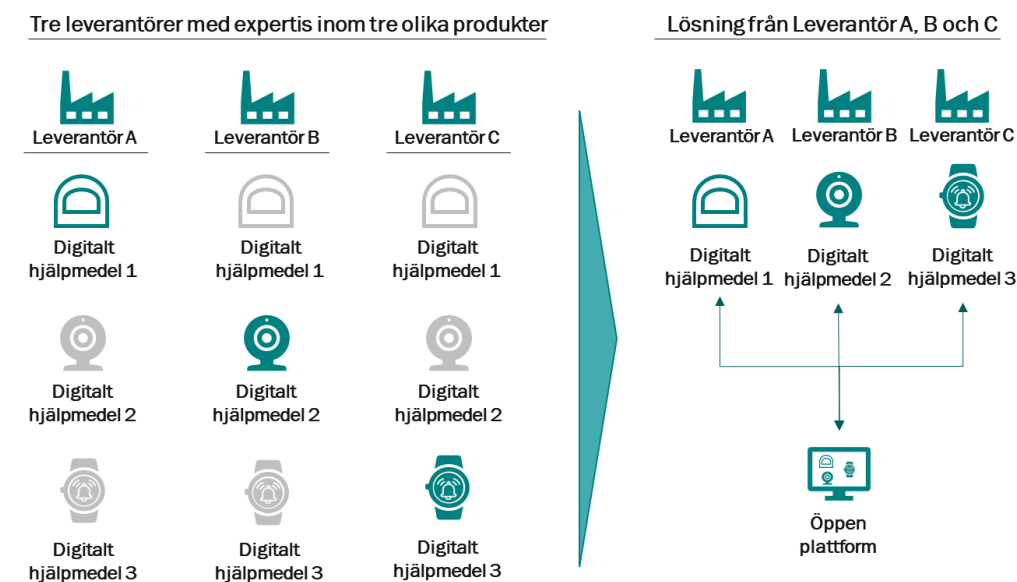 Tre leverantörer med expertis inom tre olika produkter
Leverantör A
Leverantör B
Leverantör C
Digitalt
hjälpmedel 1
Digitalt
hjälpmedel 1
Digitalt
hjälpmedel 1
Digitalt
hjälpmedel 2
Digitalt
hjälpmedel 2
Digitalt
hjälpmedel 2
Digitalt
hjälpmedel 3
Digitalt
hjälpmedel 3
Digitalt
hjälpmedel 3
Lösning från Leverantör A, B och C
Leverantör A
Leverantör B
Leverantör C
Digitalt
hjälpmedel 1
Digitalt
hjälpmedel 2
Digitalt
hjälpmedel 3
Öppen
plattform